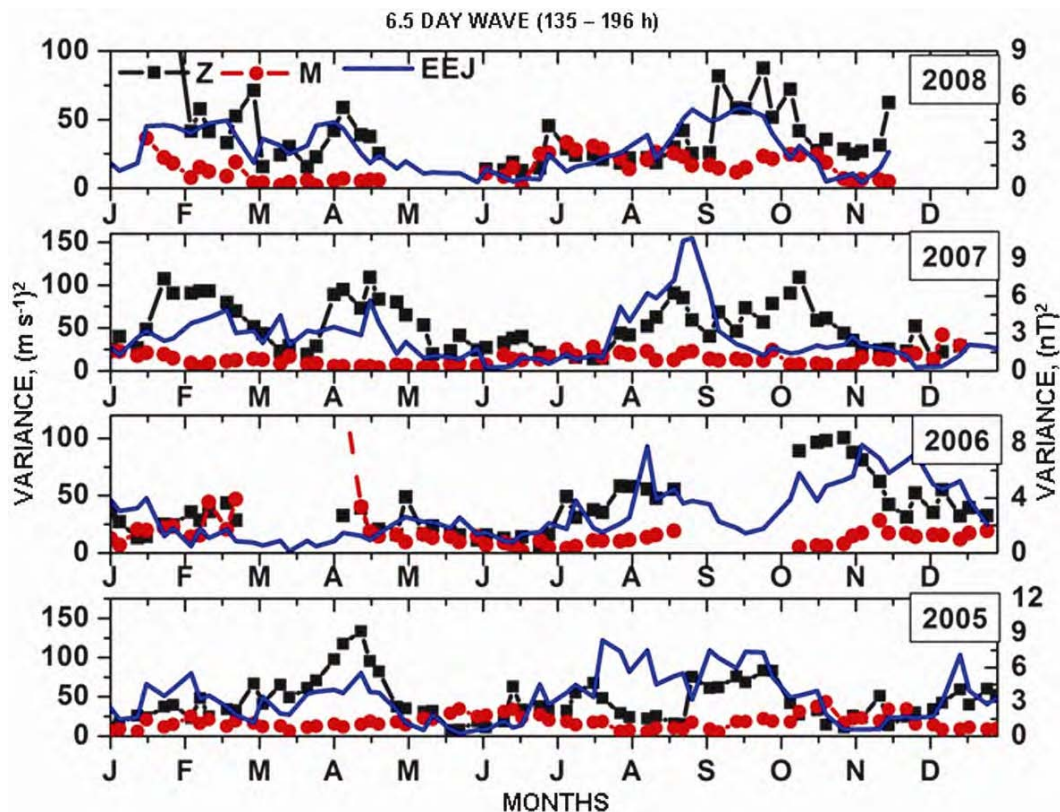 6.5 DAY WAVE (135 – 196 h)
100 9
Z M EEJ 2008
6
50
3
0 0
J F M A M J J A S O N D
150 2007
9
100
6
50 3
0 0
J F M A M J J A S O N D
100 2006 8
50 4
0 0
J F M A M J J A S O N D
12
150 2005
9
100
6
50
3
0 0
J F M A M J J A S O N D
MONTHS
VARIANCE, (m s⁻¹)²
VARIANCE, (nT)²